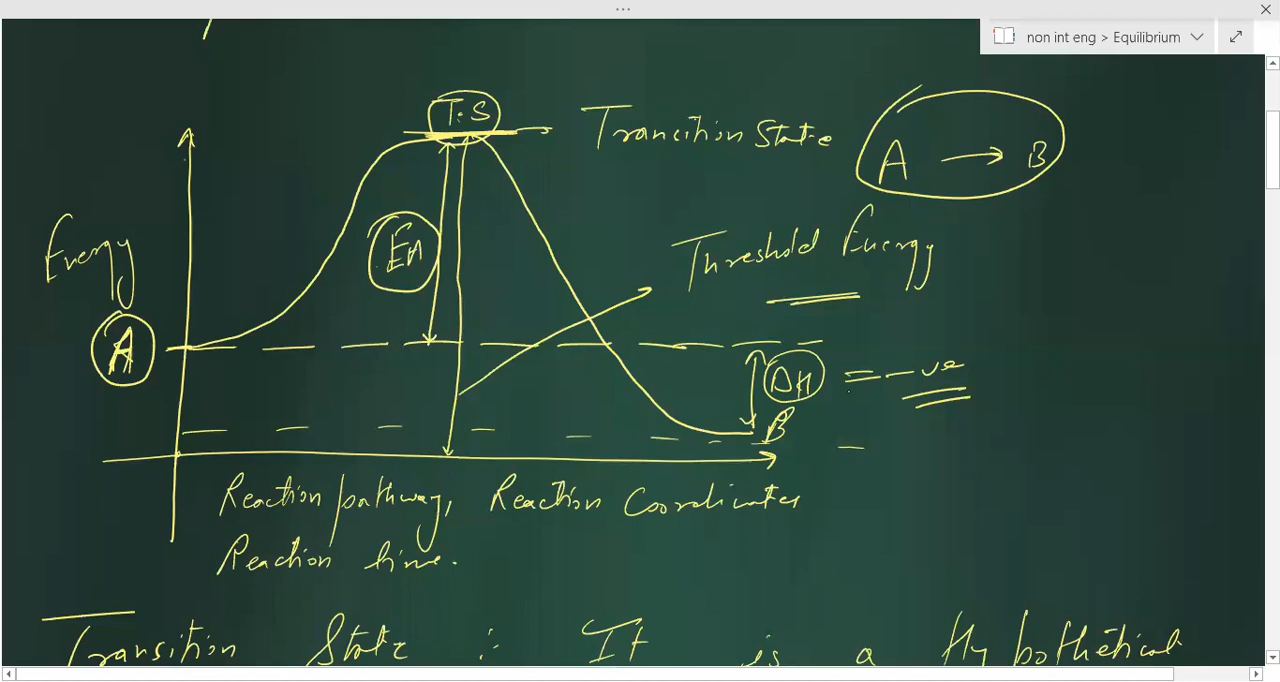 non int eng > Equilibrium
T.S
Trancition State
A → B
Energy
EA
Threshold Energy
A
ΔH = -ve
B
Reaction pathway, Reaction Coordinates
Reaction time.
Transition State : It is a Hypothetical